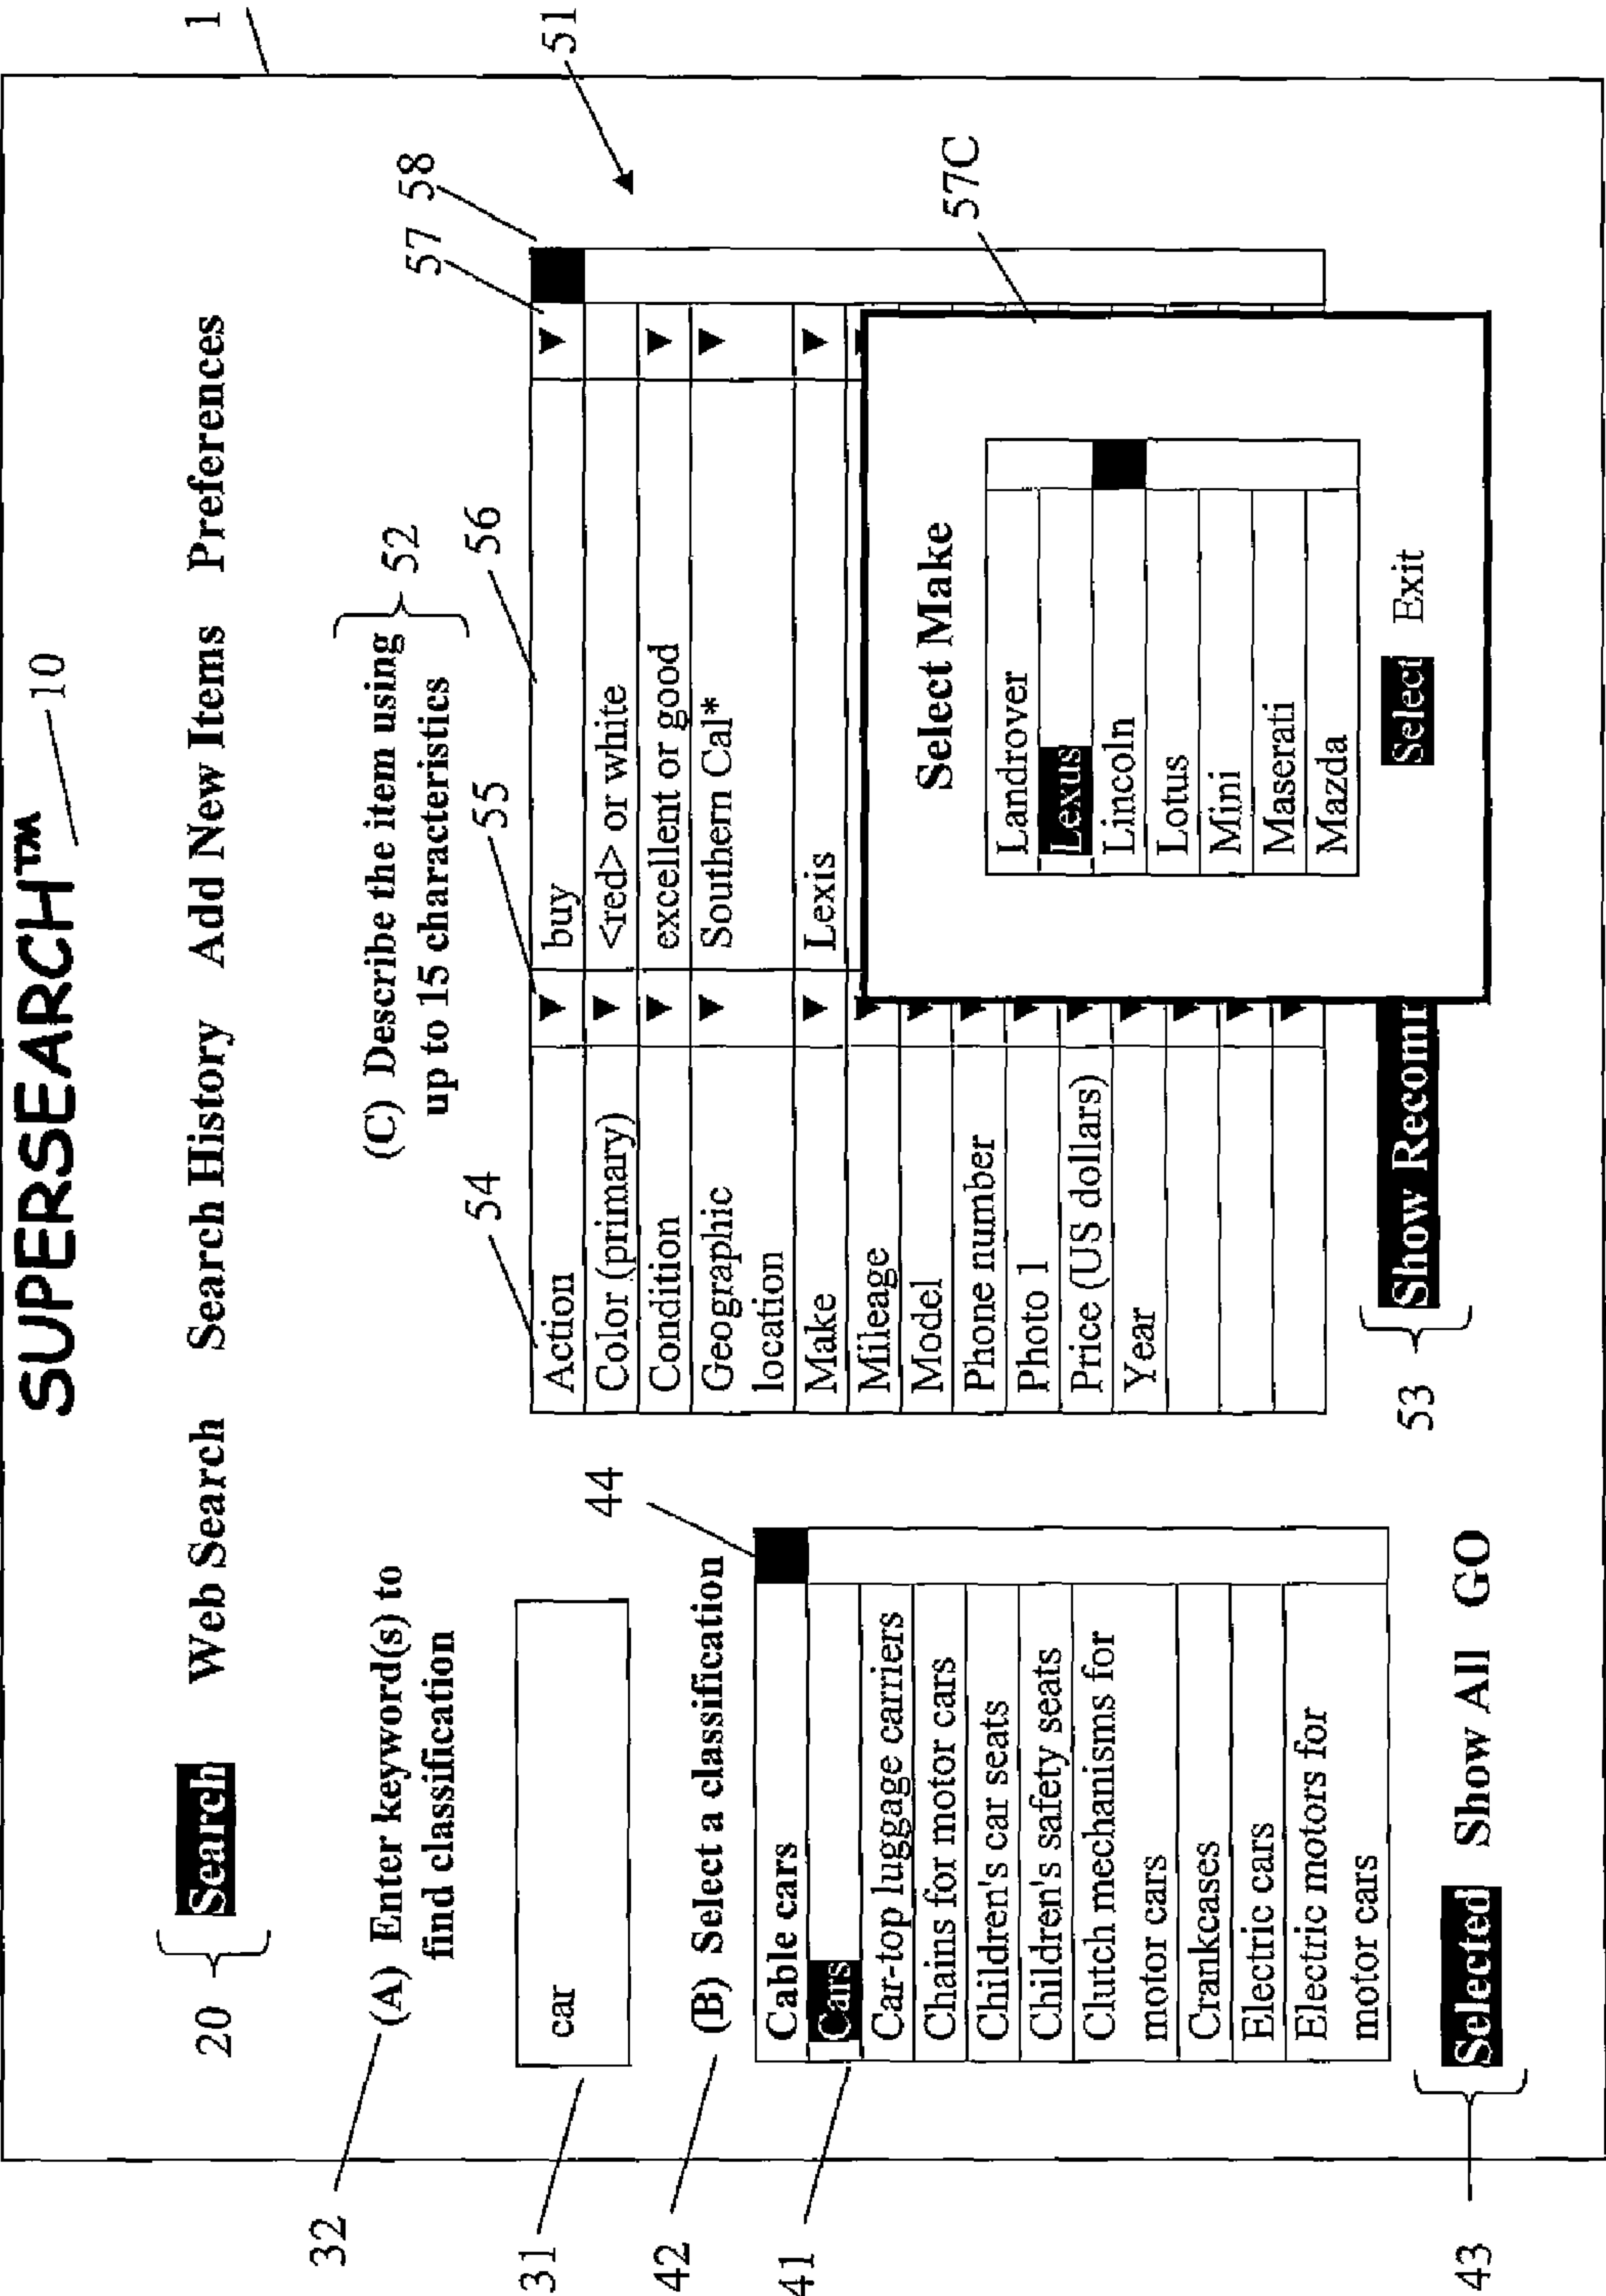 SUPERSEARCH™
10
1
20
Search Web Search Search History Add New Items Preferences
32
(A) Enter keyword(s) to
find classification
31
car
42
(B) Select a classification
44
41
Cable cars
Cars
Car-top luggage carriers
Chains for motor cars
Children's car seats
Children's safety seats
Clutch mechanisms for
motor cars
Crankcases
Electric cars
Electric motors for
motor cars
43
Selected Show All GO
(C) Describe the item using
up to 15 characteristics
52
54
55
56
57
58
51
Action ▼ buy ▼
Color (primary) ▼ <red> or white
Condition ▼ excellent or good ▼
Geographic ▼ Southern Cal* ▼
location
Make ▼ Lexis ▼
Mileage ▼
Model ▼
Phone number ▼
Photo 1 ▼
Price (US dollars) ▼
Year ▼
53
Show Recom
57C
Select Make
Landrover
Lexus
Lincoln
Lotus
Mini
Maserati
Mazda
Select Exit